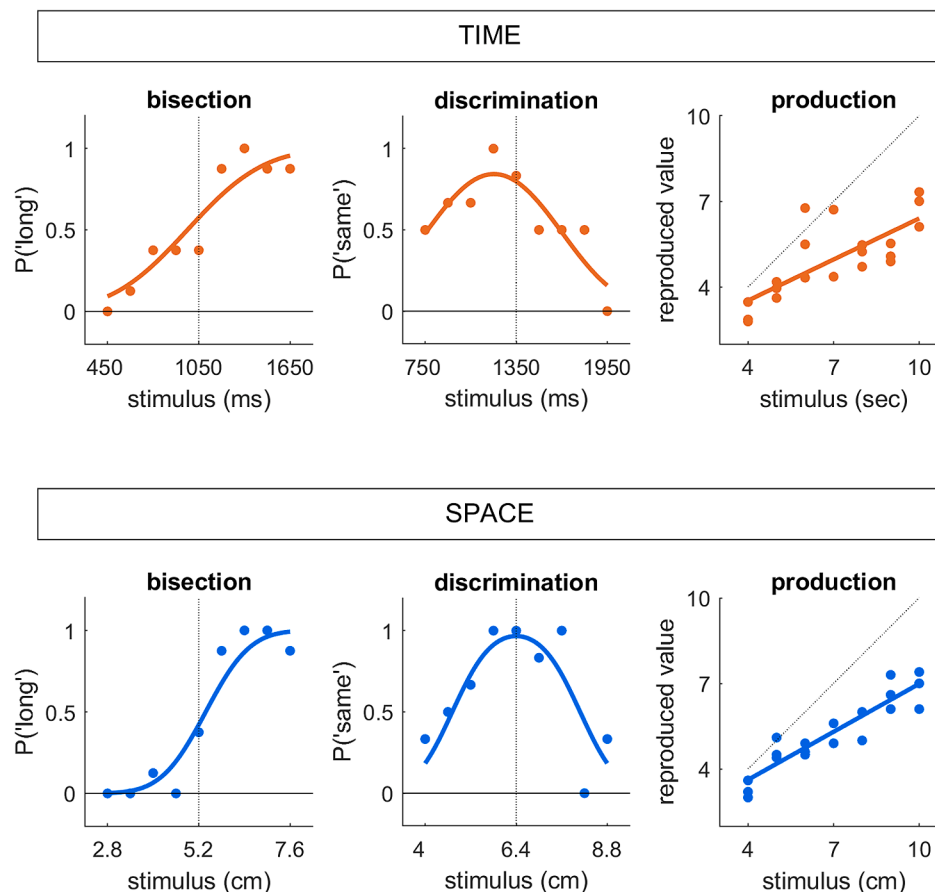 TIME
bisection
discrimination
production
P('long')
1
0.5
0
450 1050 1650
stimulus (ms)
P('same')
1
0.5
0
750 1350 1950
stimulus (ms)
reproduced value
10
7
4
4 7 10
stimulus (sec)
SPACE
bisection
discrimination
production
P('long')
1
0.5
0
2.8 5.2 7.6
stimulus (cm)
P('same')
1
0.5
0
4 6.4 8.8
stimulus (cm)
reproduced value
10
7
4
4 7 10
stimulus (cm)